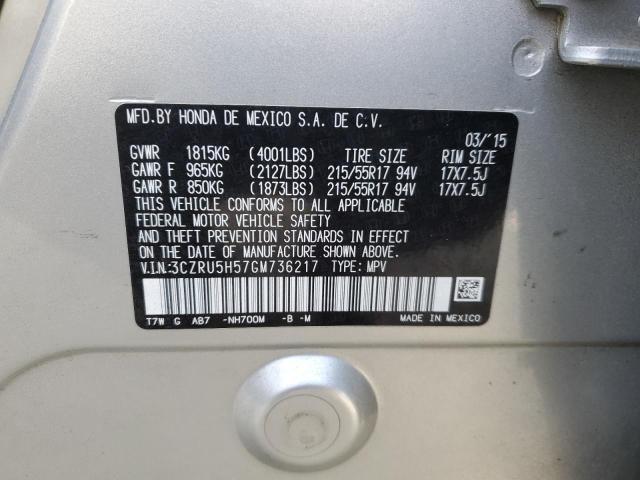 MFD.BY HONDA DE MEXICO S.A. DE C.V.
03/'15
GVWR 1815KG (4001LBS) TIRE SIZE RIM SIZE
GAWR F 965KG (2127LBS) 215/55R17 94V 17X7.5J
GAWR R 850KG (1873LBS) 215/55R17 94V 17X7.5J
THIS VEHICLE CONFORMS TO ALL APPLICABLE
FEDERAL MOTOR VEHICLE SAFETY
AND THEFT PREVENTION STANDARDS IN EFFECT
ON THE DATE OF MANUFACTURE SHOWN ABOVE.
V.I.N:3CZRU5H57GM736217 TYPE: MPV
T7W G AB7 -NH700M -B -M MADE IN MEXICO